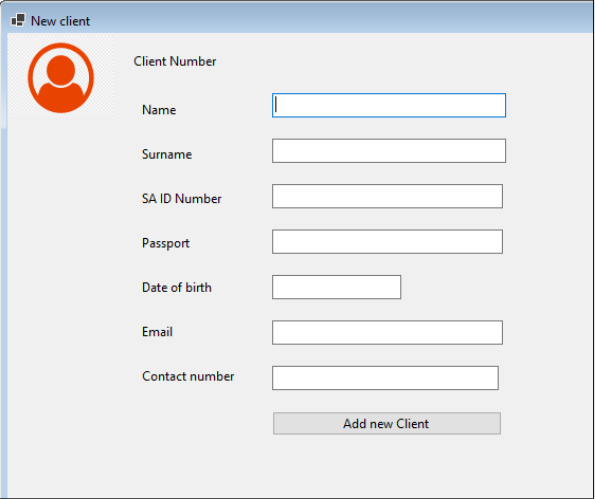 New client
Client Number
Name
Surname
SA ID Number
Passport
Date of birth
Email
Contact number
Add new Client